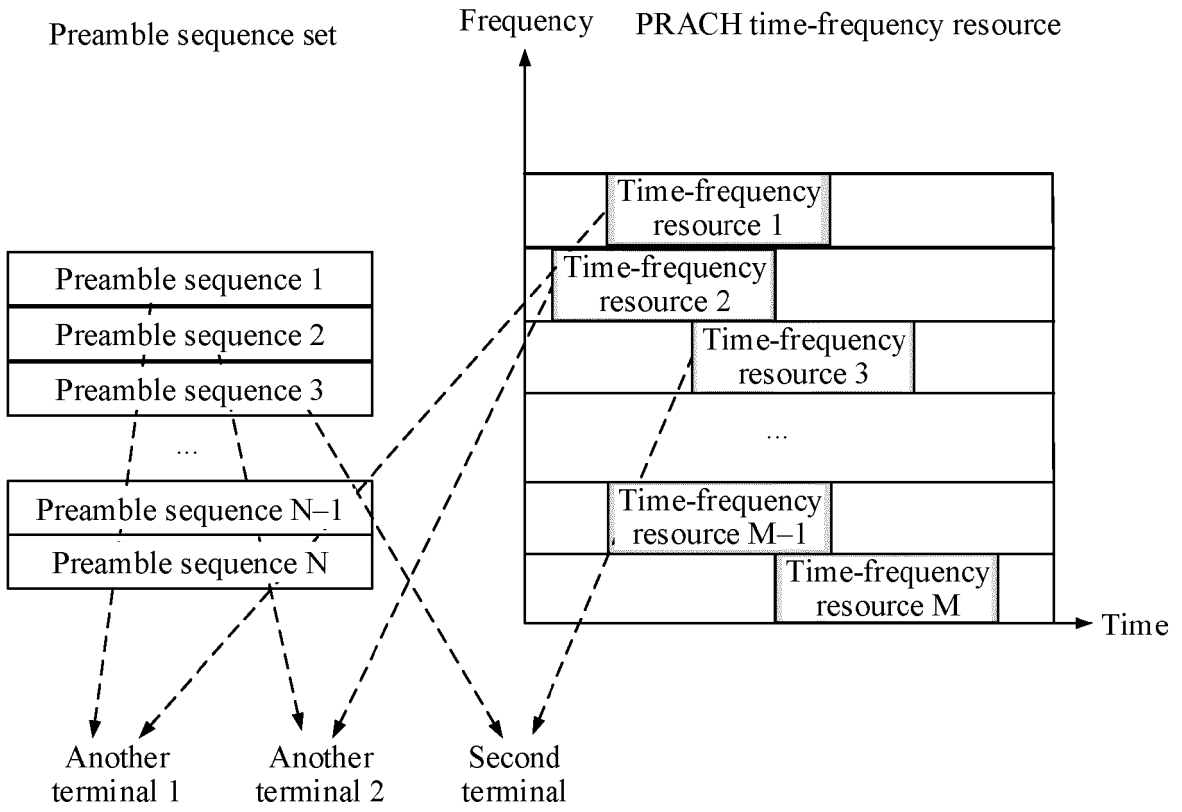 Preamble sequence set
Frequency
PRACH time-frequency resource
Preamble sequence 1
Preamble sequence 2
Preamble sequence 3
...
Preamble sequence N–1
Preamble sequence N
Time-frequency
resource 1
Time-frequency
resource 2
Time-frequency
resource 3
...
Time-frequency
resource M–1
Time-frequency
resource M
Time
Another
terminal 1
Another
terminal 2
Second
terminal